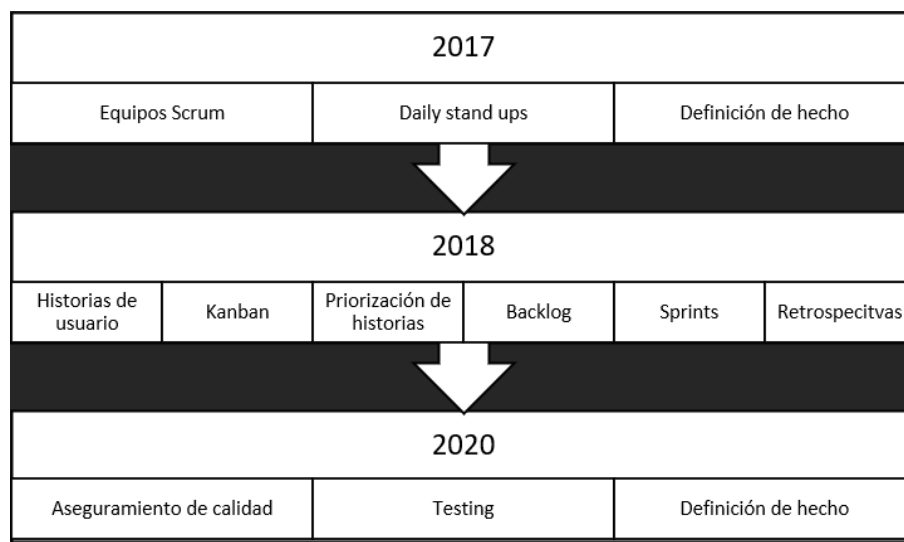 2017
Equipos Scrum
Daily stand ups
Definición de hecho
2018
Historias de
usuario
Kanban
Priorización de
historias
Backlog
Sprints
Retrospecitvas
2020
Aseguramiento de calidad
Testing
Definición de hecho